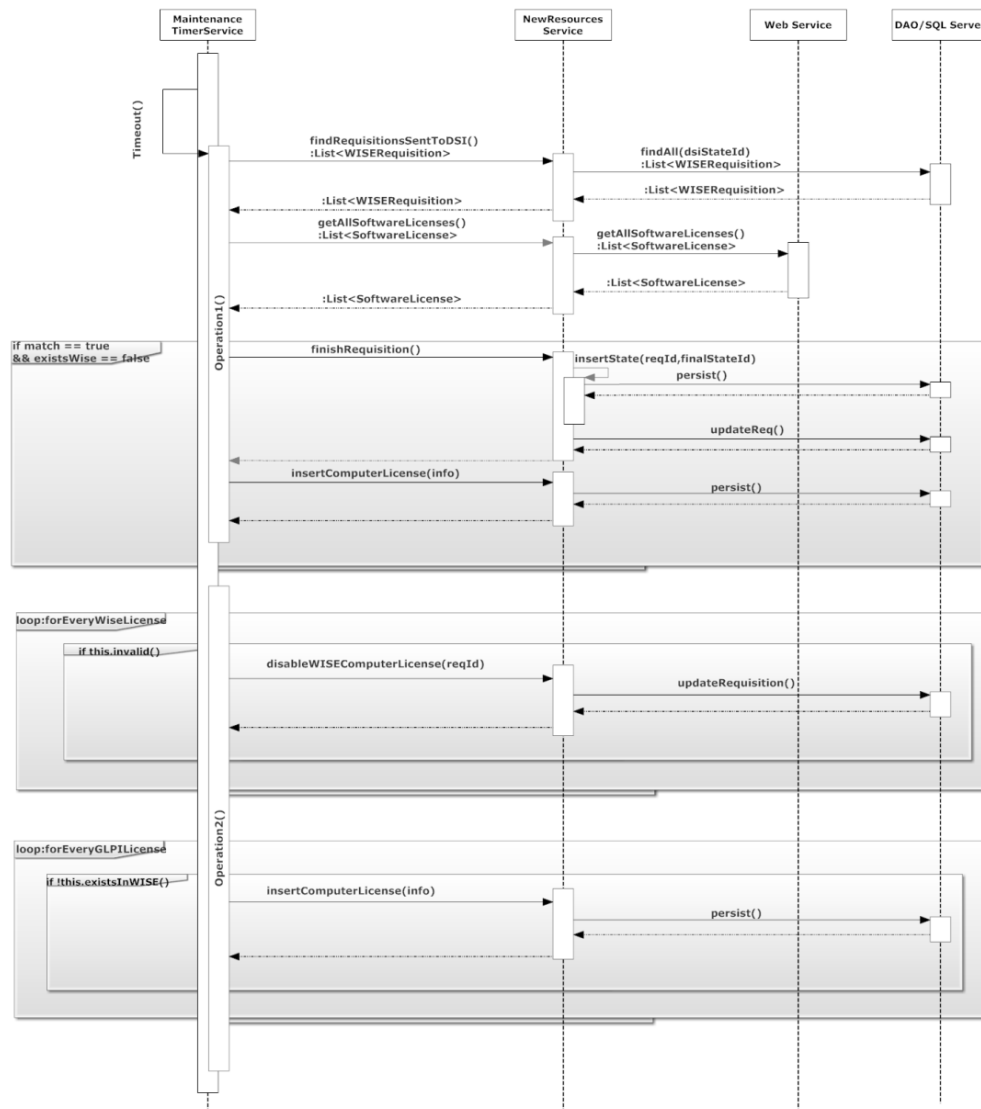 Maintenance
TimerService
NewResources
Service
Web Service
DAO/SQL Server
Timeout()
findRequisitionsSentToDSI()
:List<WISERequisition>
findAll(dsiStateId)
:List<WISERequisition>
:List<WISERequisition>
:List<WISERequisition>
getAllSoftwareLicenses()
:List<SoftwareLicense>
getAllSoftwareLicenses()
:List<SoftwareLicense>
:List<SoftwareLicense>
:List<SoftwareLicense>
Operation1()
if match == true
&& existsWise == false
finishRequisition()
insertState(reqId,finalStateId)
persist()
updateReq()
insertComputerLicense(info)
persist()
loop:forEveryWiseLicense
if this.invalid()
disableWISEComputerLicense(reqId)
updateRequisition()
Operation2()
loop:forEveryGLPILicense
if !this.existsInWISE()
insertComputerLicense(info)
persist()